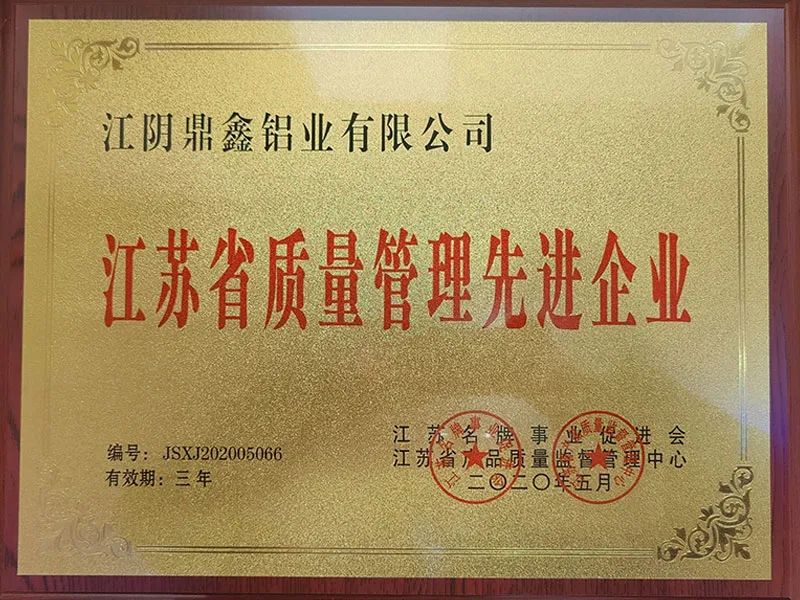 江阴鼎鑫铝业有限公司
江苏省质量管理先进企业
编号：JSXJ202005066
有效期：三年
江苏名牌事业促进会
江苏省产品质量监督管理中心
二〇二〇年五月